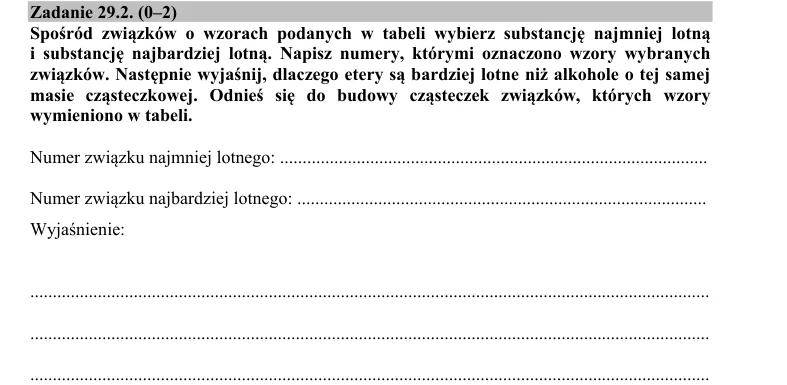 Zadanie 29.2. (0–2)
Spośród związków o wzorach podanych w tabeli wybierz substancję najmniej lotną
i substancję najbardziej lotną. Napisz numery, którymi oznaczono wzory wybranych
związków. Następnie wyjaśnij, dlaczego etery są bardziej lotne niż alkohole o tej samej
masie cząsteczkowej. Odnieś się do budowy cząsteczek związków, których wzory
wymieniono w tabeli.
Numer związku najmniej lotnego: ...............................................................................................
Numer związku najbardziej lotnego: ...........................................................................................
Wyjaśnienie:
.......................................................................................................................................................
.......................................................................................................................................................
.......................................................................................................................................................